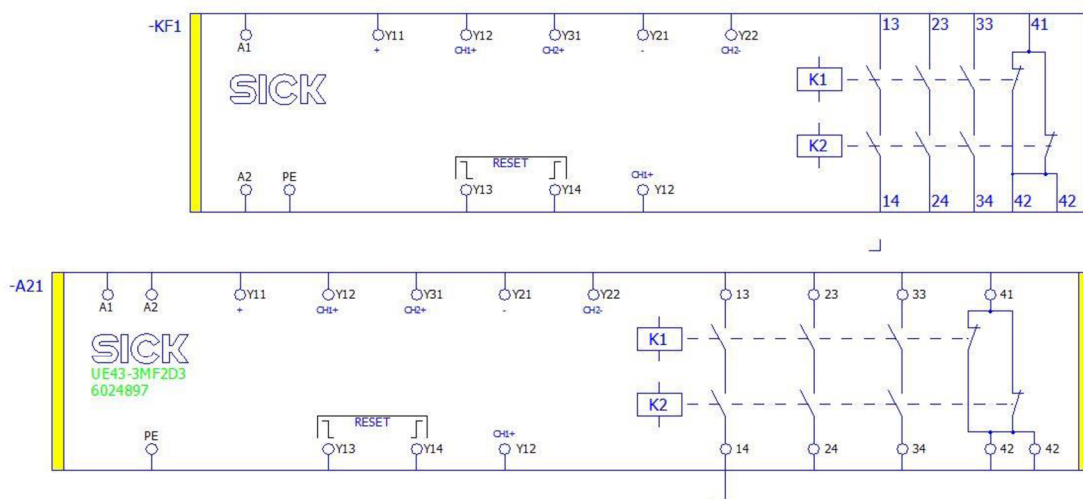 -KF1
A1 Y11 Y12 Y31 Y21 Y22 13 23 33 41
+ CH1+ CH2+ - CH2-
SICK
K1
K2
RESET
A2 PE CH1+
Y13 Y14 Y12 14 24 34 42 42
-A21
A1 A2 Y11 Y12 Y31 Y21 Y22 13 23 33 41
+ CH1+ CH2+ - CH2-
SICK
K1
UE43-3MF2D3
6024897
K2
RESET
PE CH1+
Y13 Y14 Y12 14 24 34 42 42